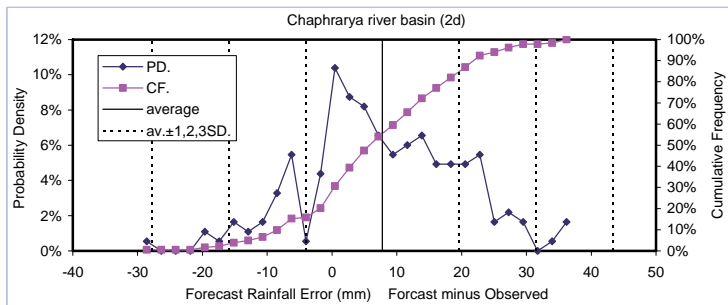 Chaphrarya river basin (2d)
12%
10%
8%
6%
4%
2%
0%
Probability Density
PD.
CF.
average
av.±1,2,3SD.
100%
90%
80%
70%
60%
50%
40%
30%
20%
10%
0%
Cumulative Frequency
-40 -30 -20 -10 0 10 20 30 40 50
Forecast Rainfall Error (mm) Forcast minus Observed